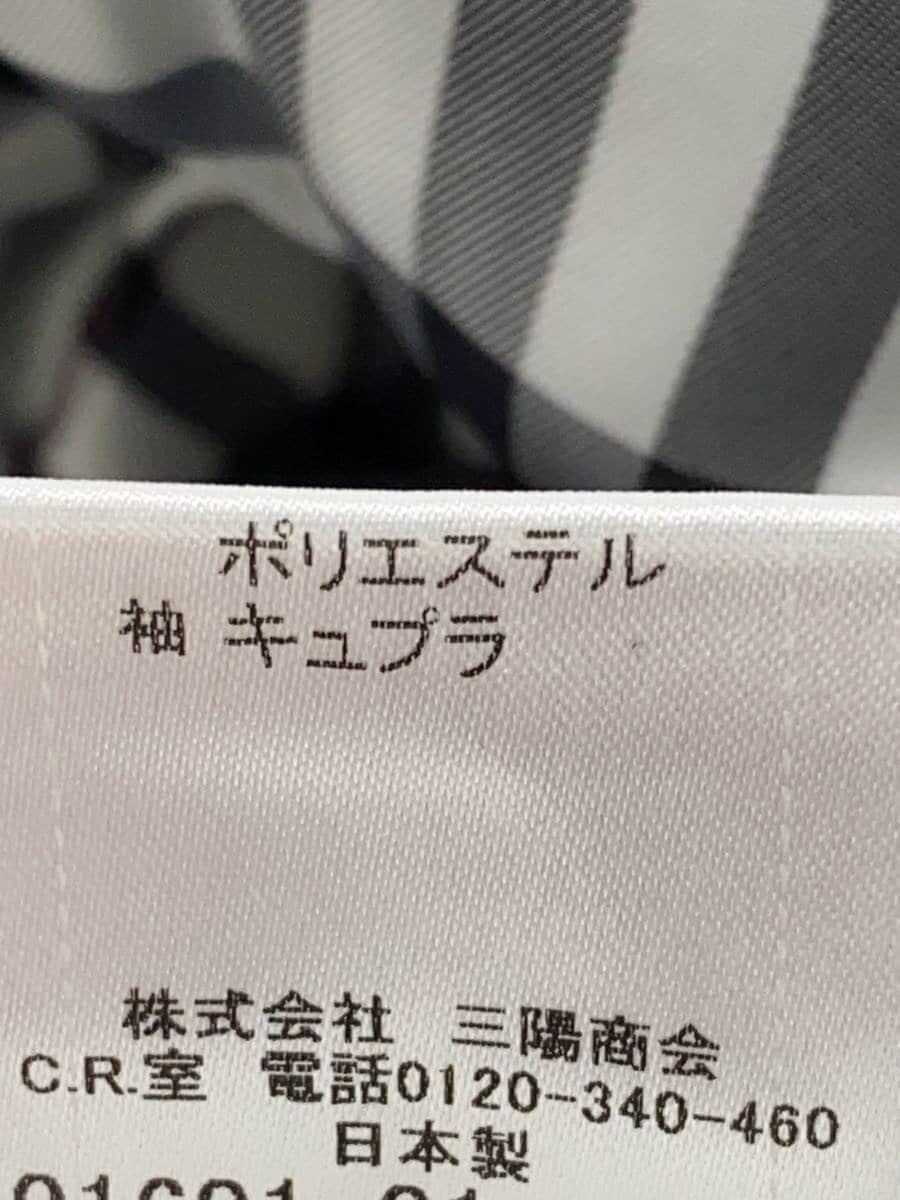 ポリエステル
袖 キュプラ
株式会社 三陽商会
C.R.室 電話0120-340-460
日本製